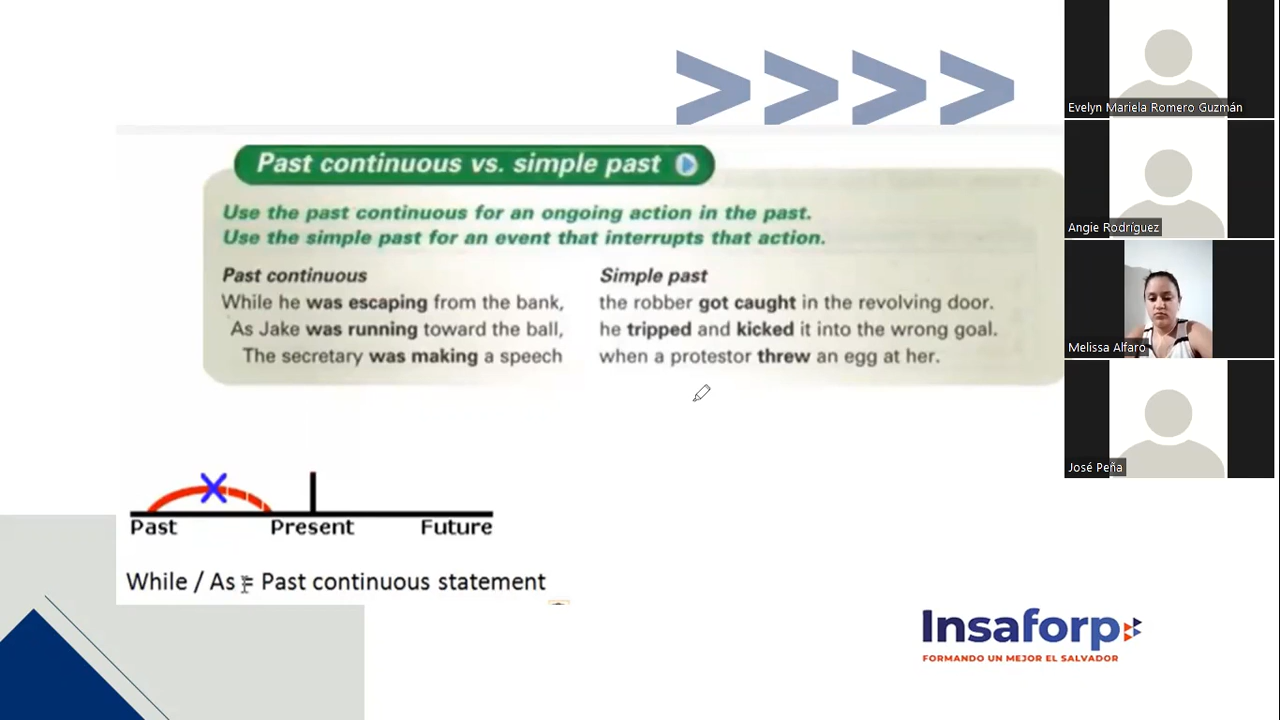 >>>>
Past continuous vs. simple past
Use the past continuous for an ongoing action in the past.
Use the simple past for an event that interrupts that action.
Past continuous
While he was escaping from the bank,
As Jake was running toward the ball,
The secretary was making a speech
Simple past
the robber got caught in the revolving door.
he tripped and kicked it into the wrong goal.
when a protestor threw an egg at her.
Past Present Future
While / As = Past continuous statement
Insaforp
FORMANDO UN MEJOR EL SALVADOR
Evelyn Mariela Romero Guzmán
Angie Rodríguez
Melissa Alfaro
José Peña